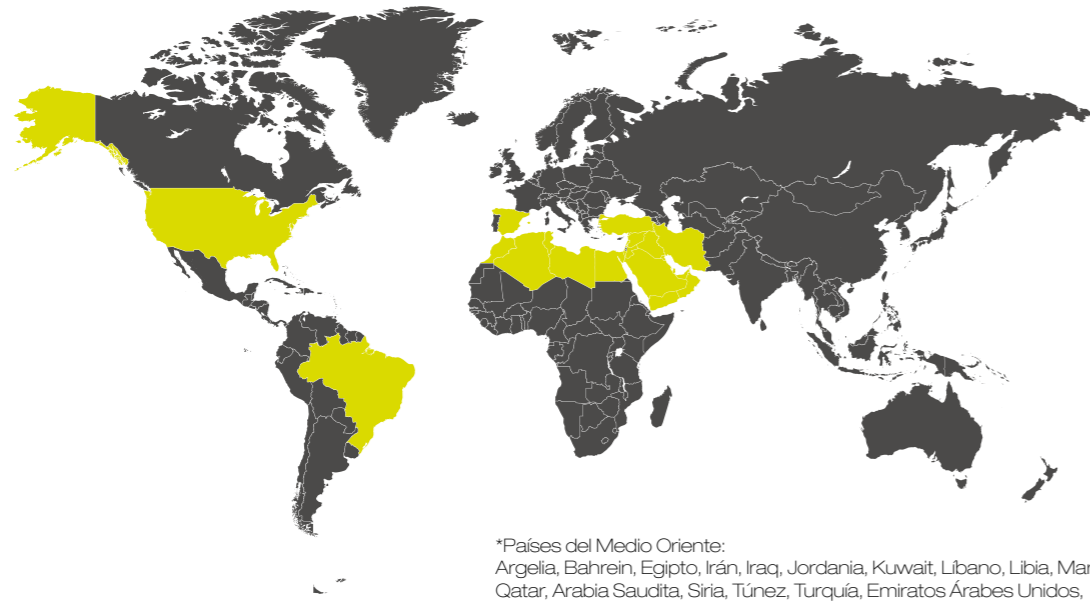 *Países del Medio Oriente:
Argelia, Bahrein, Egipto, Irán, Iraq, Jordania, Kuwait, Líbano, Libia,
Qatar, Arabia Saudita, Siria, Túnez, Turquía, Emiratos Árabes Unidos,